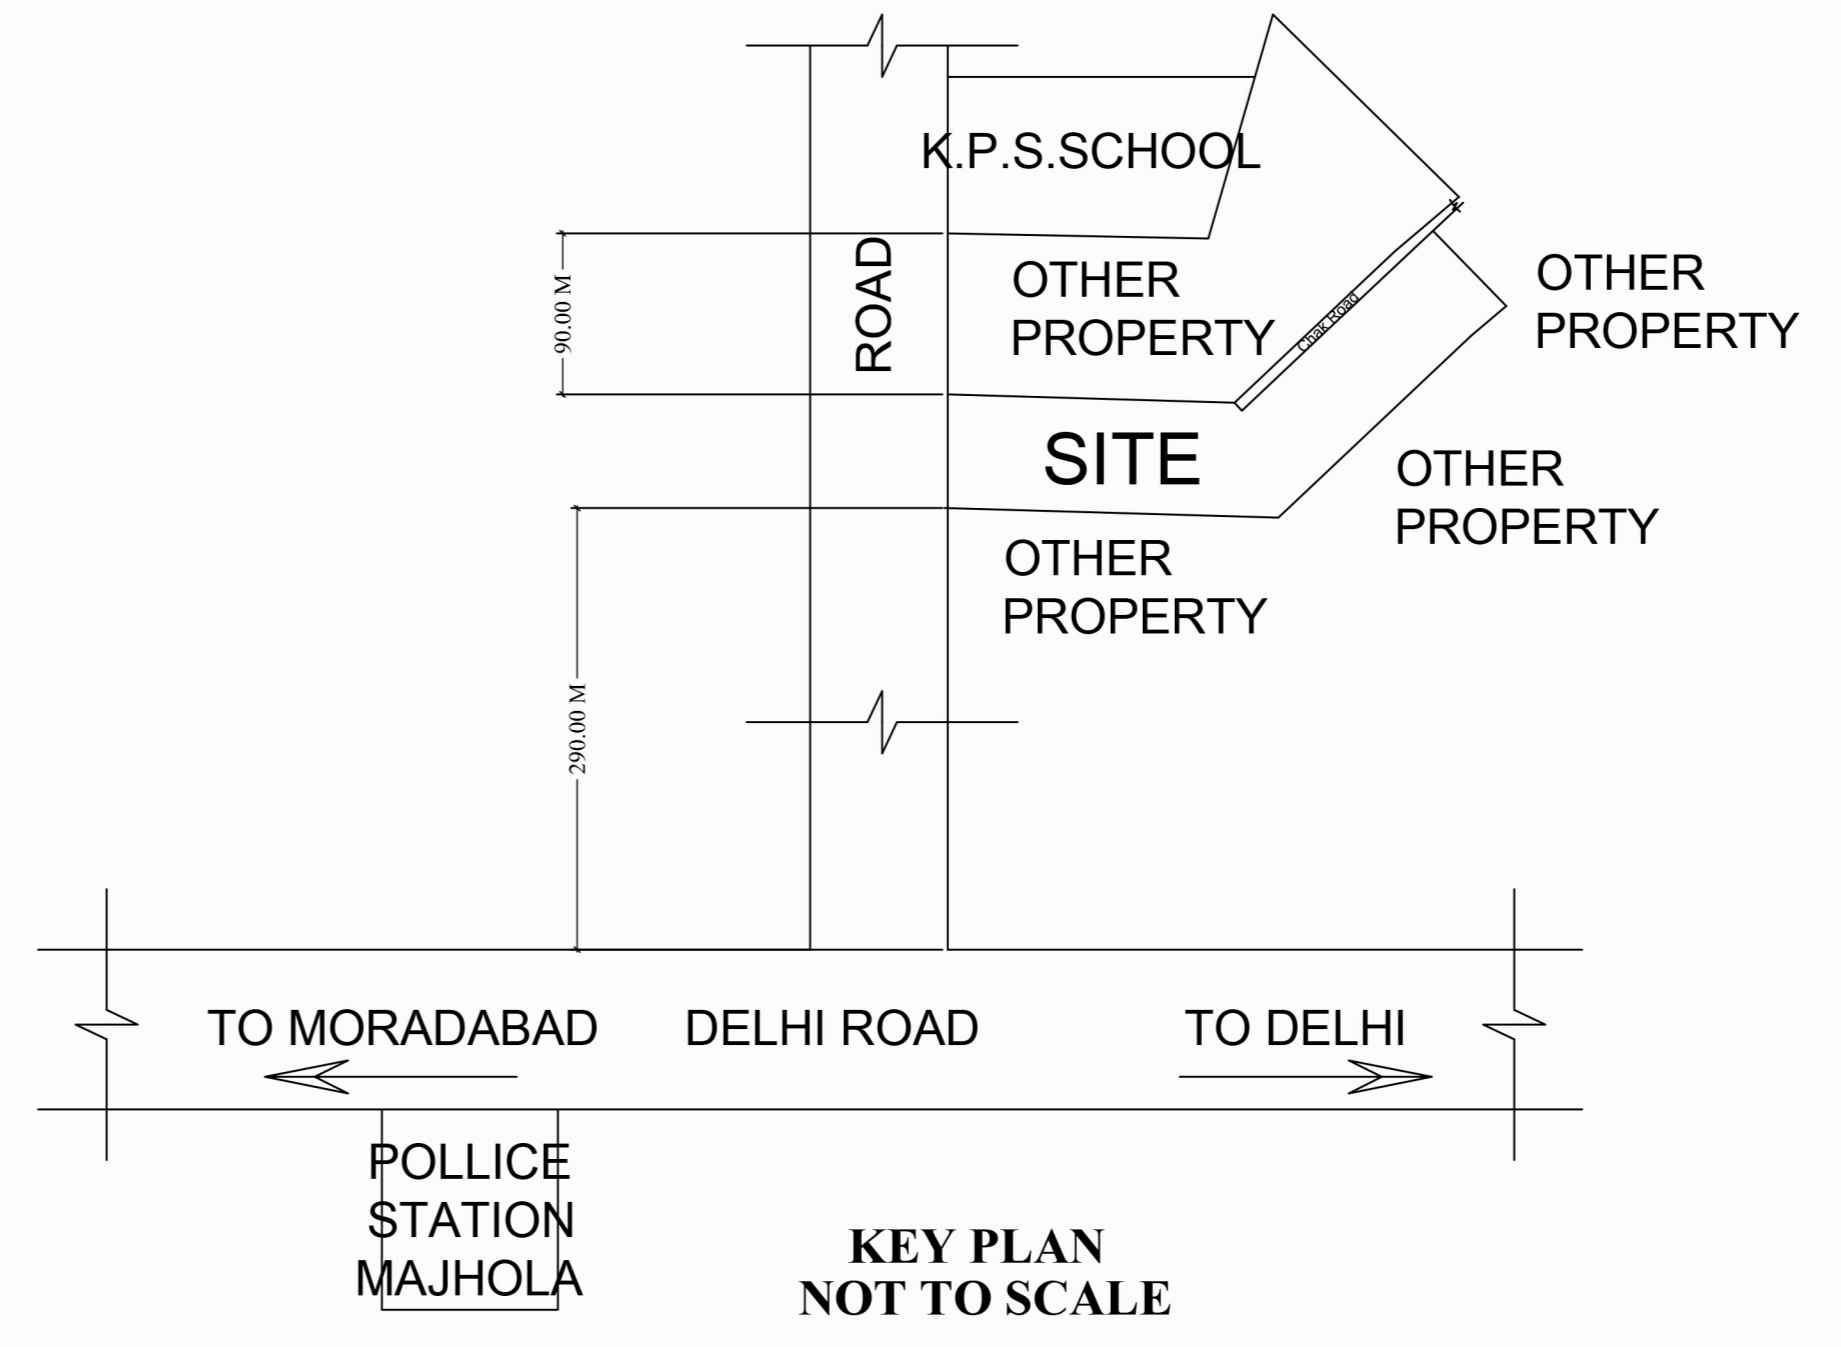 K.P.S.SCHOOL
90.00 M
ROAD
OTHER
PROPERTY
Chak Road
OTHER
PROPERTY
SITE
OTHER
PROPERTY
OTHER
PROPERTY
290.00 M
TO MORADABAD
DELHI ROAD
TO DELHI
POLLICE
STATION
MAJHOLA
KEY PLAN
NOT TO SCALE